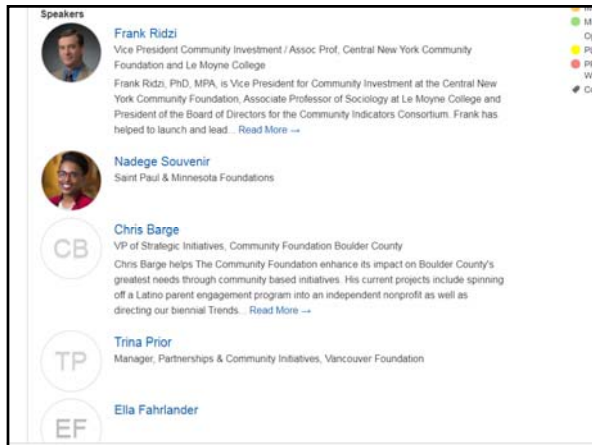 Speakers
Frank Ridzi
Vice President Community Investment / Assoc Prof, Central New York Community
Foundation and Le Moyne College
Frank Ridzi, PhD, MPA, is Vice President for Community Investment at the Central New
York Community Foundation, Associate Professor of Sociology at Le Moyne College and
President of the Board of Directors for the Community Indicators Consortium. Frank has
helped to launch and lead... Read More →
Nadege Souvenir
Saint Paul & Minnesota Foundations
CB
Chris Barge
VP of Strategic Initiatives, Community Foundation Boulder County
Chris Barge helps The Community Foundation enhance its impact on Boulder County's
greatest needs through community based initiatives. His current projects include spinning
off a Latino parent engagement program into an independent nonprofit as well as
directing our biennial Trends... Read More →
TP
Trina Prior
Manager, Partnerships & Community Initiatives, Vancouver Foundation
EF
Ella Fahrlander